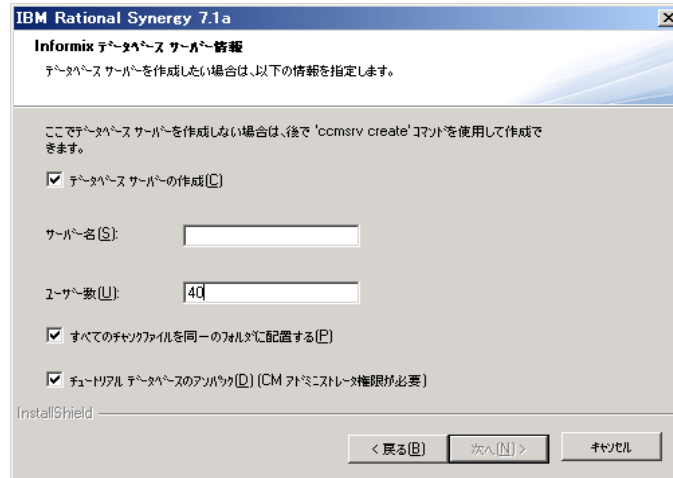 IBM Rational Synergy 7.1a
Informix データベース サーバー情報
データベース サーバーを作成したい場合は、以下の情報を指定します。
ここでデータベース サーバーを作成しない場合は、後で 'ccmsrv create' コマンドを使用して作成で
きます。
データベース サーバーの作成(C)
サーバー名(S):
ユーザー数(U): 40
すべてのチャンクファイルを同一のフォルダに配置する(P)
チュートリアル データベースのアンパック(D) (CM アドミニストレータ権限が必要)
InstallShield
< 戻る(B) 次へ(N) > キャンセル